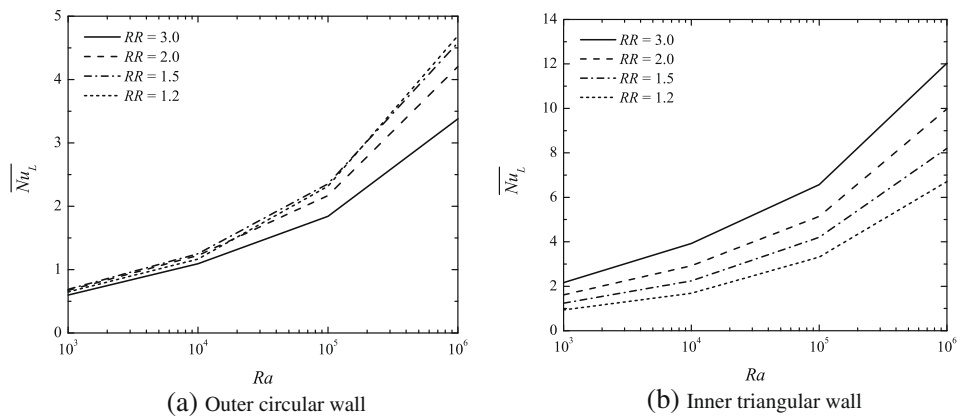 5
4
3
2
1
0
Nu_L
RR = 3.0
RR = 2.0
RR = 1.5
RR = 1.2
10^3
10^4
10^5
10^6
Ra
(a) Outer circular wall
14
12
10
8
6
4
2
0
Nu_L
RR = 3.0
RR = 2.0
RR = 1.5
RR = 1.2
10^3
10^4
10^5
10^6
Ra
(b) Inner triangular wall